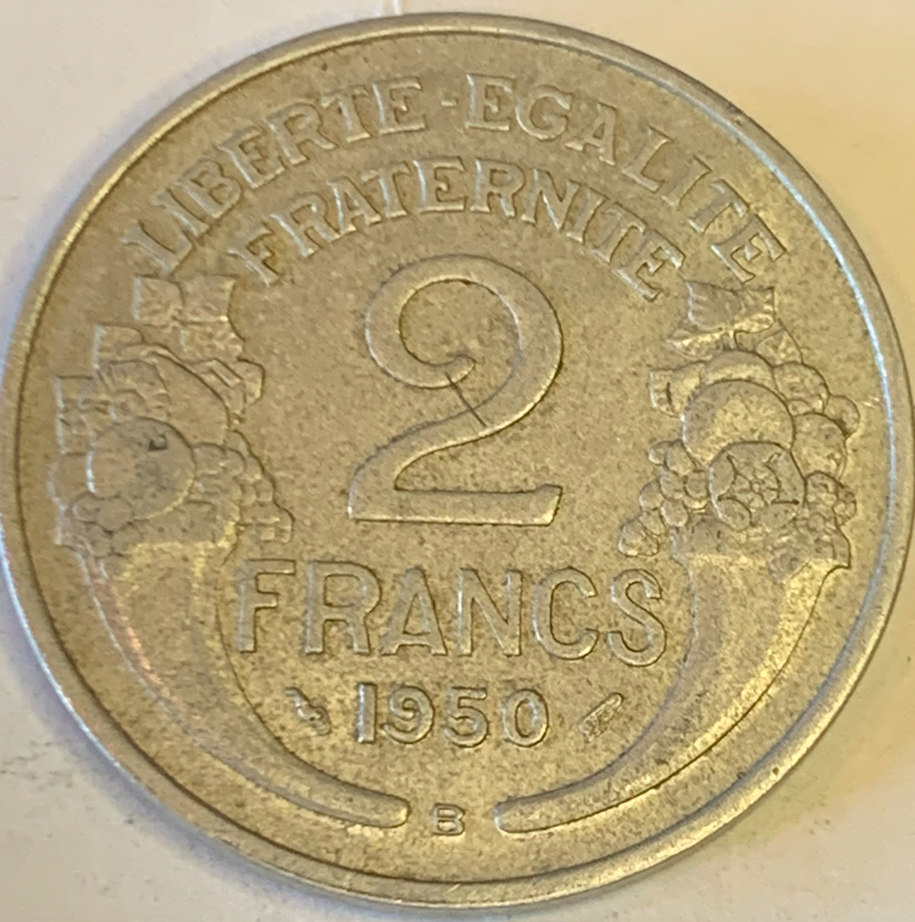 LIBERTE-EGALITE
FRATERNITE
2
FRANCS
1950
B